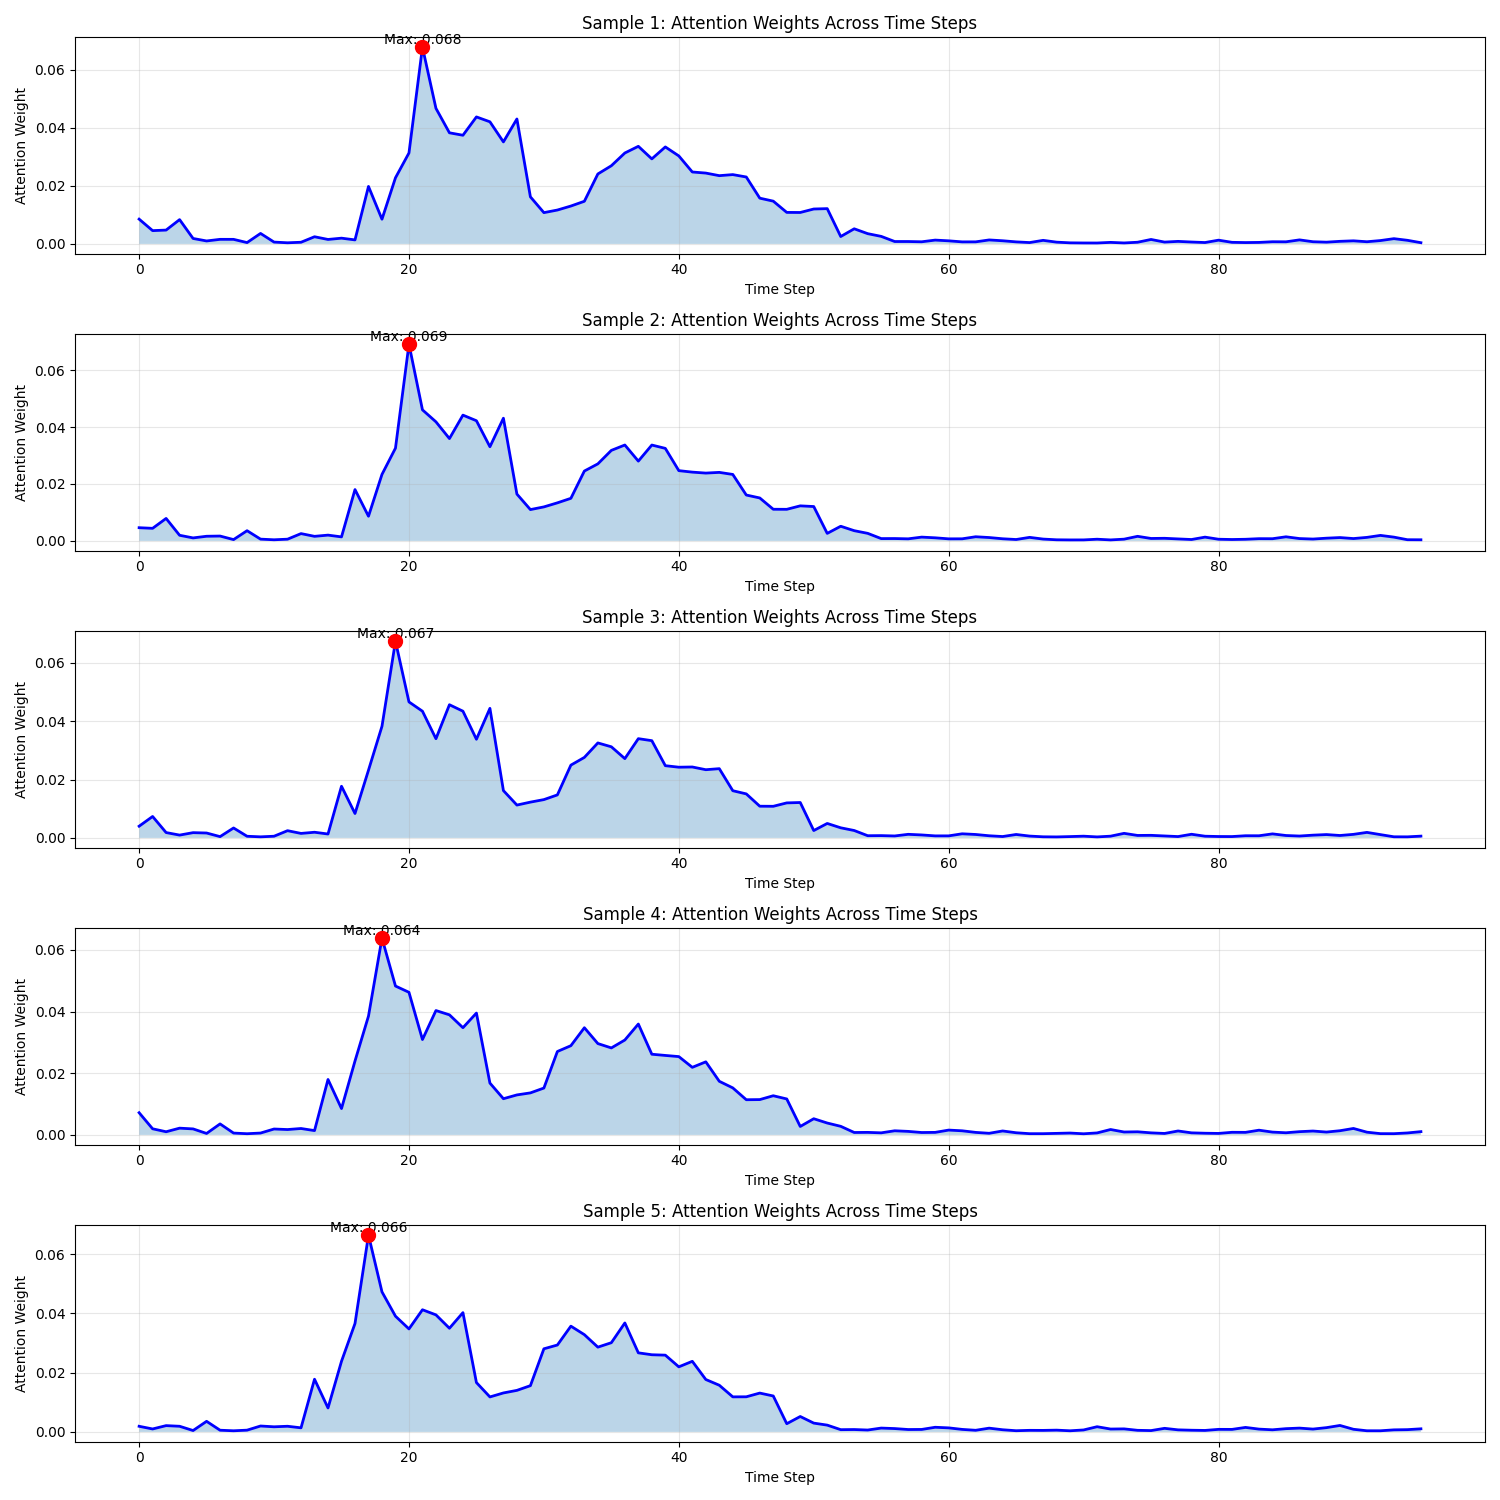 Sample 1: Attention Weights Across Time Steps
Max: 0.068
0.06
0.04
0.02
0.00
Attention Weight
0 20 40 60 80
Time Step
Sample 2: Attention Weights Across Time Steps
Max: 0.069
0.06
0.04
0.02
0.00
Attention Weight
0 20 40 60 80
Time Step
Sample 3: Attention Weights Across Time Steps
Max: 0.067
0.06
0.04
0.02
0.00
Attention Weight
0 20 40 60 80
Time Step
Sample 4: Attention Weights Across Time Steps
Max: 0.064
0.06
0.04
0.02
0.00
Attention Weight
0 20 40 60 80
Time Step
Sample 5: Attention Weights Across Time Steps
Max: 0.066
0.06
0.04
0.02
0.00
Attention Weight
0 20 40 60 80
Time Step